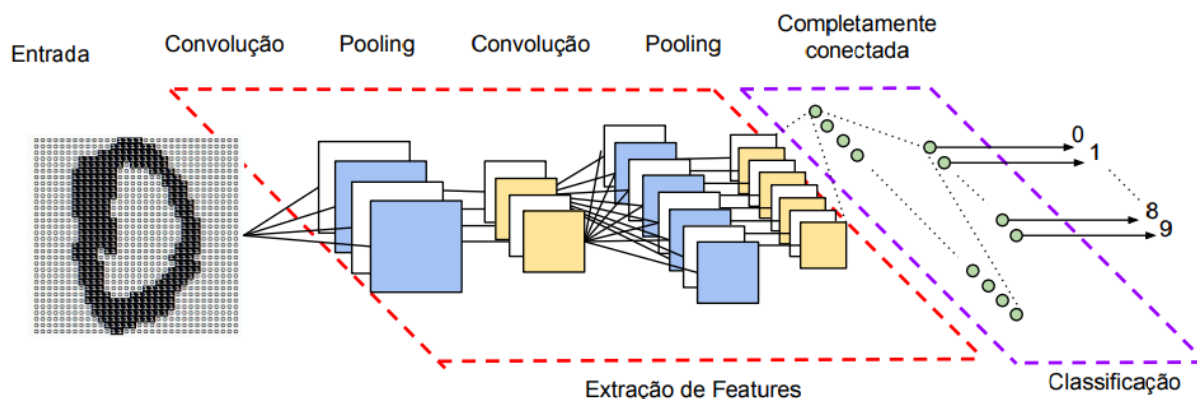 Entrada
Convolução
Pooling
Convolução
Pooling
Completamente
conectada
0
1
8
9
Extração de Features
Classificação